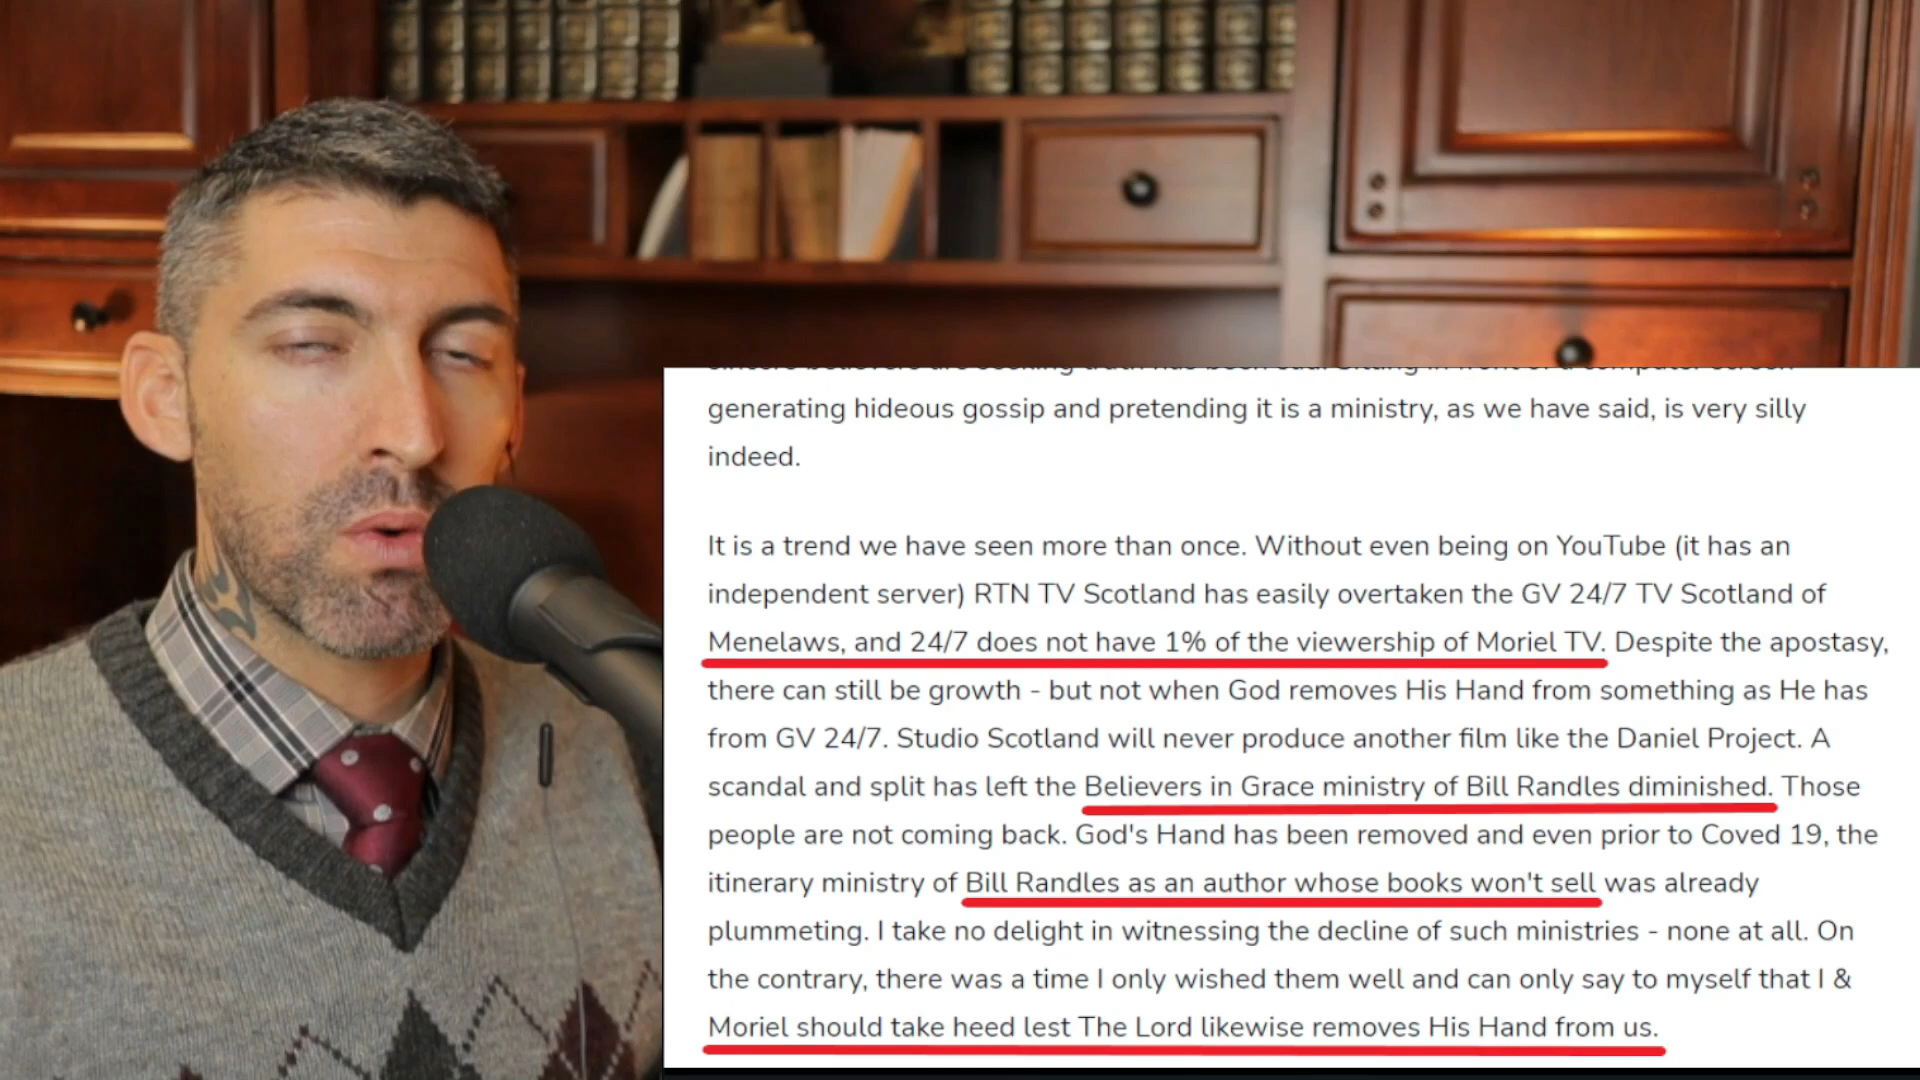 generating hideous gossip and pretending it is a ministry, as we have said, is very silly
indeed.
It is a trend we have seen more than once. Without even being on YouTube (it has an
independent server) RTN TV Scotland has easily overtaken the GV 24/7 TV Scotland of
Menelaws, and 24/7 does not have 1% of the viewership of Moriel TV. Despite the apostasy,
there can still be growth - but not when God removes His Hand from something as He has
from GV 24/7. Studio Scotland will never produce another film like the Daniel Project. A
scandal and split has left the Believers in Grace ministry of Bill Randles diminished. Those
people are not coming back. God's Hand has been removed and even prior to Coved 19, the
itinerary ministry of Bill Randles as an author whose books won't sell was already
plummeting. I take no delight in witnessing the decline of such ministries - none at all. On
the contrary, there was a time I only wished them well and can only say to myself that I &
Moriel should take heed lest The Lord likewise removes His Hand from us.